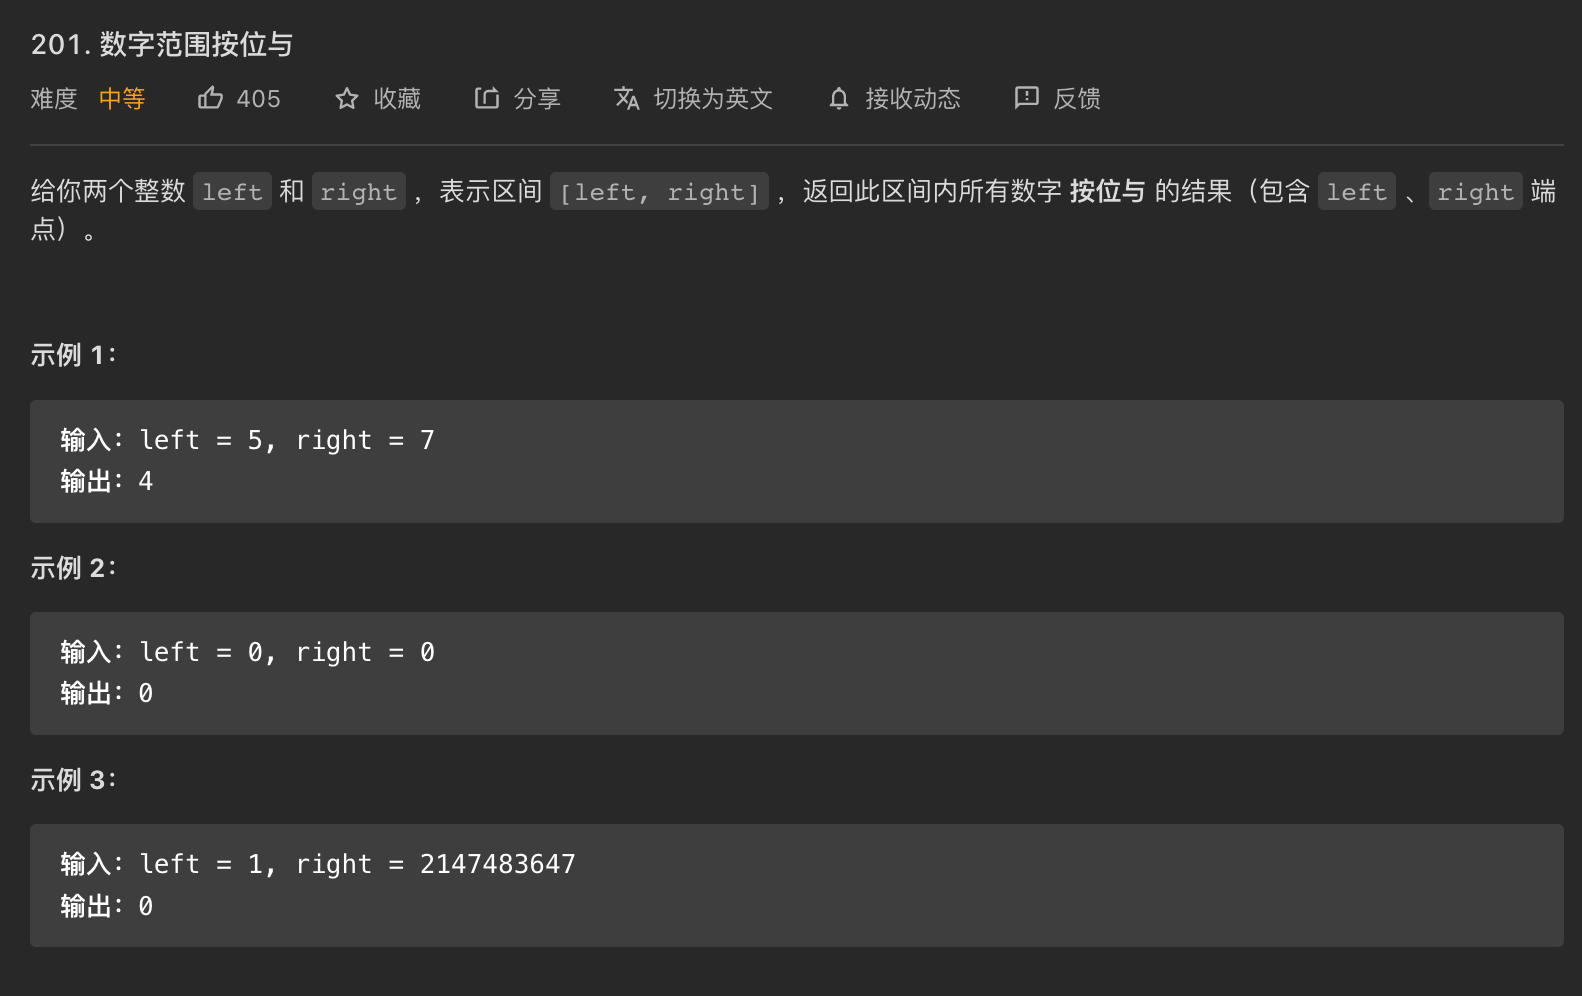 201. 数字范围按位与
难度 中等 405 收藏 分享 切换为英文 接收动态 反馈
给你两个整数 left 和 right ，表示区间 [left, right] ，返回此区间内所有数字 按位与 的结果（包含 left 、right 端
点）。
示例 1：
输入：left = 5, right = 7
输出：4
示例 2：
输入：left = 0, right = 0
输出：0
示例 3：
输入：left = 1, right = 2147483647
输出：0